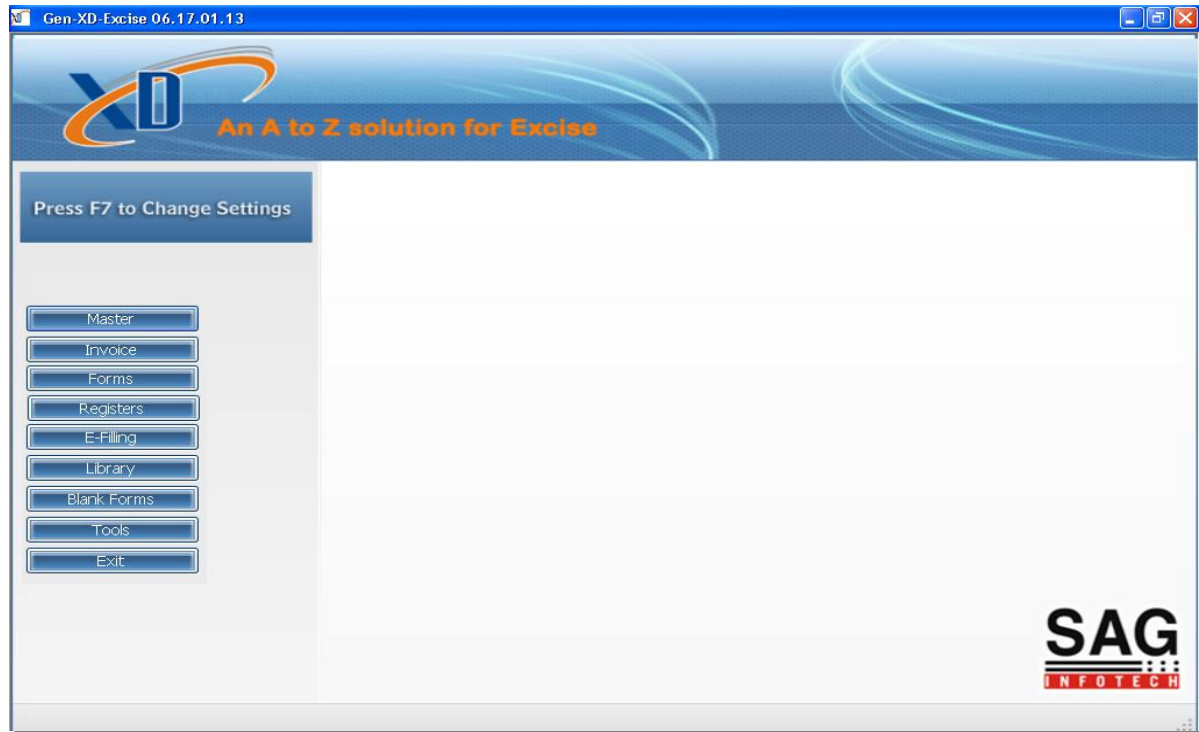 Gen-XD-Excise 06.17.01.13
XD
An A to Z solution for Excise
Press F7 to Change Settings
Master
Invoice
Forms
Registers
E-Filling
Library
Blank Forms
Tools
Exit
SAG
INFOTECH